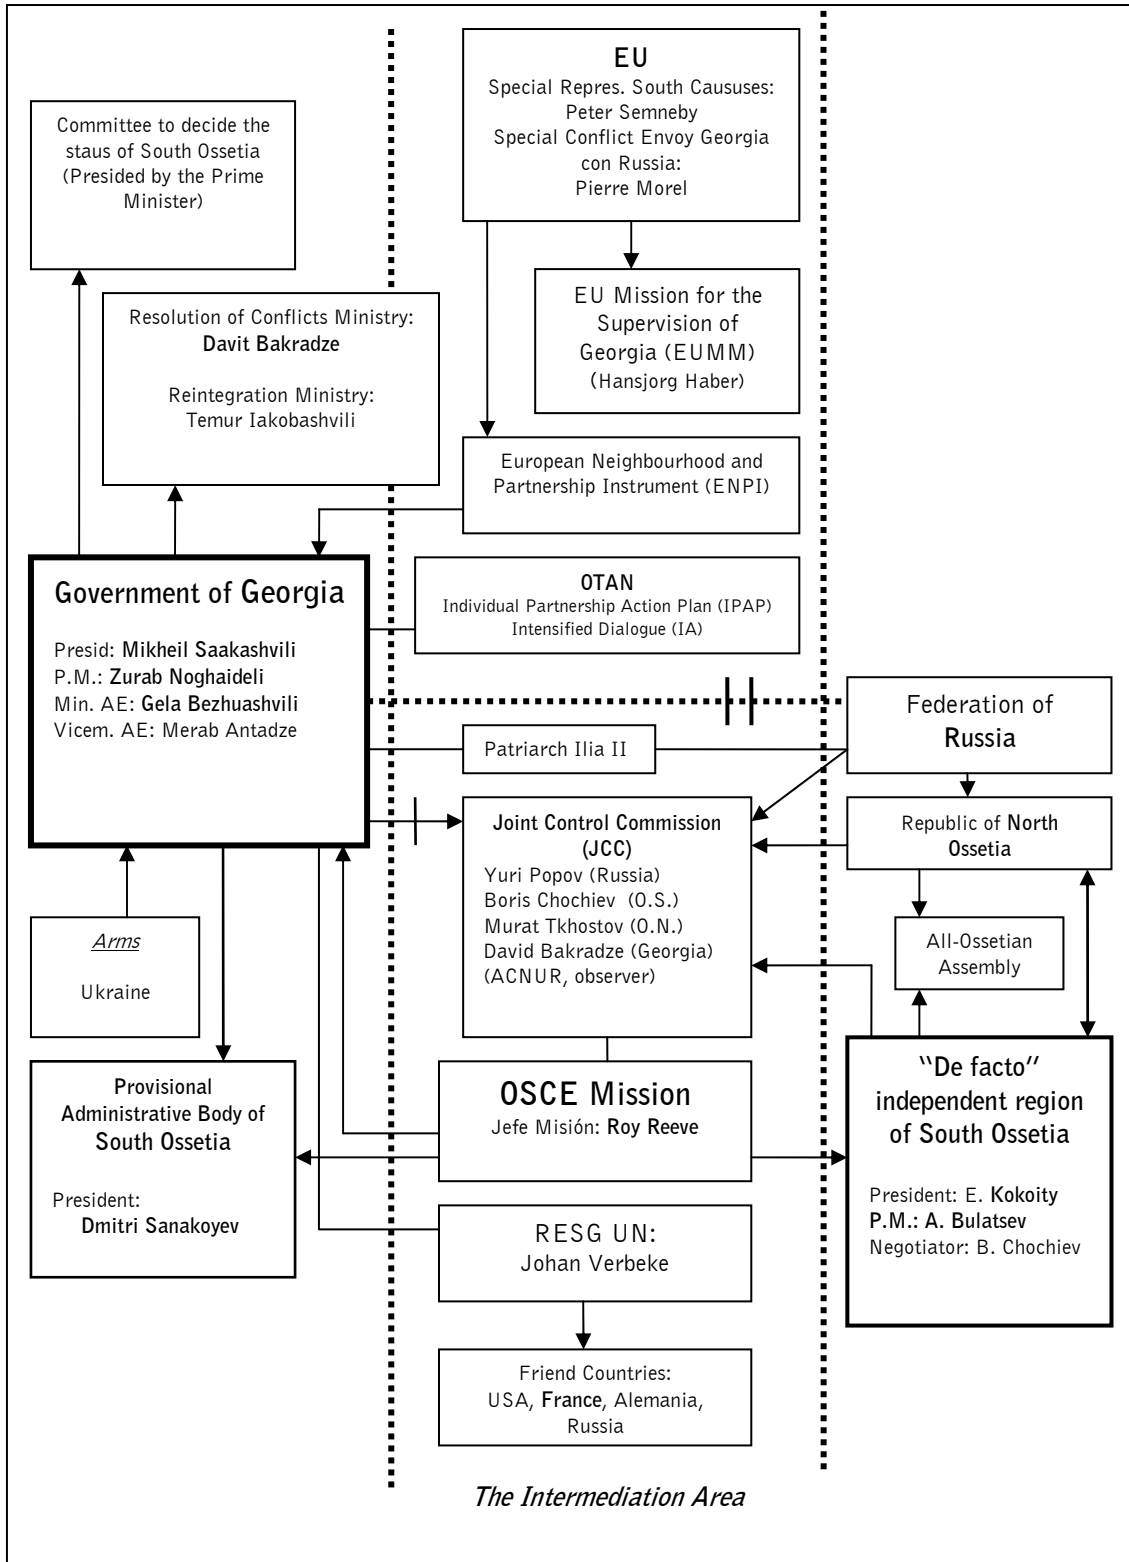 EU
Special Repres. South Caususes:
Peter Semneby
Special Conflict Envoy Georgia
con Russia:
Pierre Morel
Committee to decide the
staus of South Ossetia
(Presided by the Prime
Minister)
EU Mission for the
Supervision of
Georgia (EUMM)
(Hansjorg Haber)
Resolution of Conflicts Ministry:
Davit Bakradze
Reintegration Ministry:
Temur Iakobashvili
European Neighbourhood and
Partnership Instrument (ENPI)
Government of Georgia
Presid: Mikheil Saakashvili
P.M.: Zurab Noghaideli
Min. AE: Gela Bezhuashvili
Vicem. AE: Merab Antadze
OTAN
Individual Partnership Action Plan (IPAP)
Intensified Dialogue (IA)
Federation of
Russia
Patriarch Ilia II
Joint Control Commission
(JCC)
Yuri Popov (Russia)
Boris Chochiev (O.S.)
Murat Tkhostov (O.N.)
David Bakradze (Georgia)
(ACNUR, observer)
Republic of North
Ossetia
All-Ossetian
Assembly
Arms
Ukraine
Provisional
Administrative Body of
South Ossetia
President:
Dmitri Sanakoyev
OSCE Mission
Jefe Misión: Roy Reeve
"De facto"
independent region
of South Ossetia
President: E. Kokoity
P.M.: A. Bulatsev
Negotiator: B. Chochiev
RESG UN:
Johan Verbeke
Friend Countries:
USA, France, Alemania,
Russia
The Intermediation Area